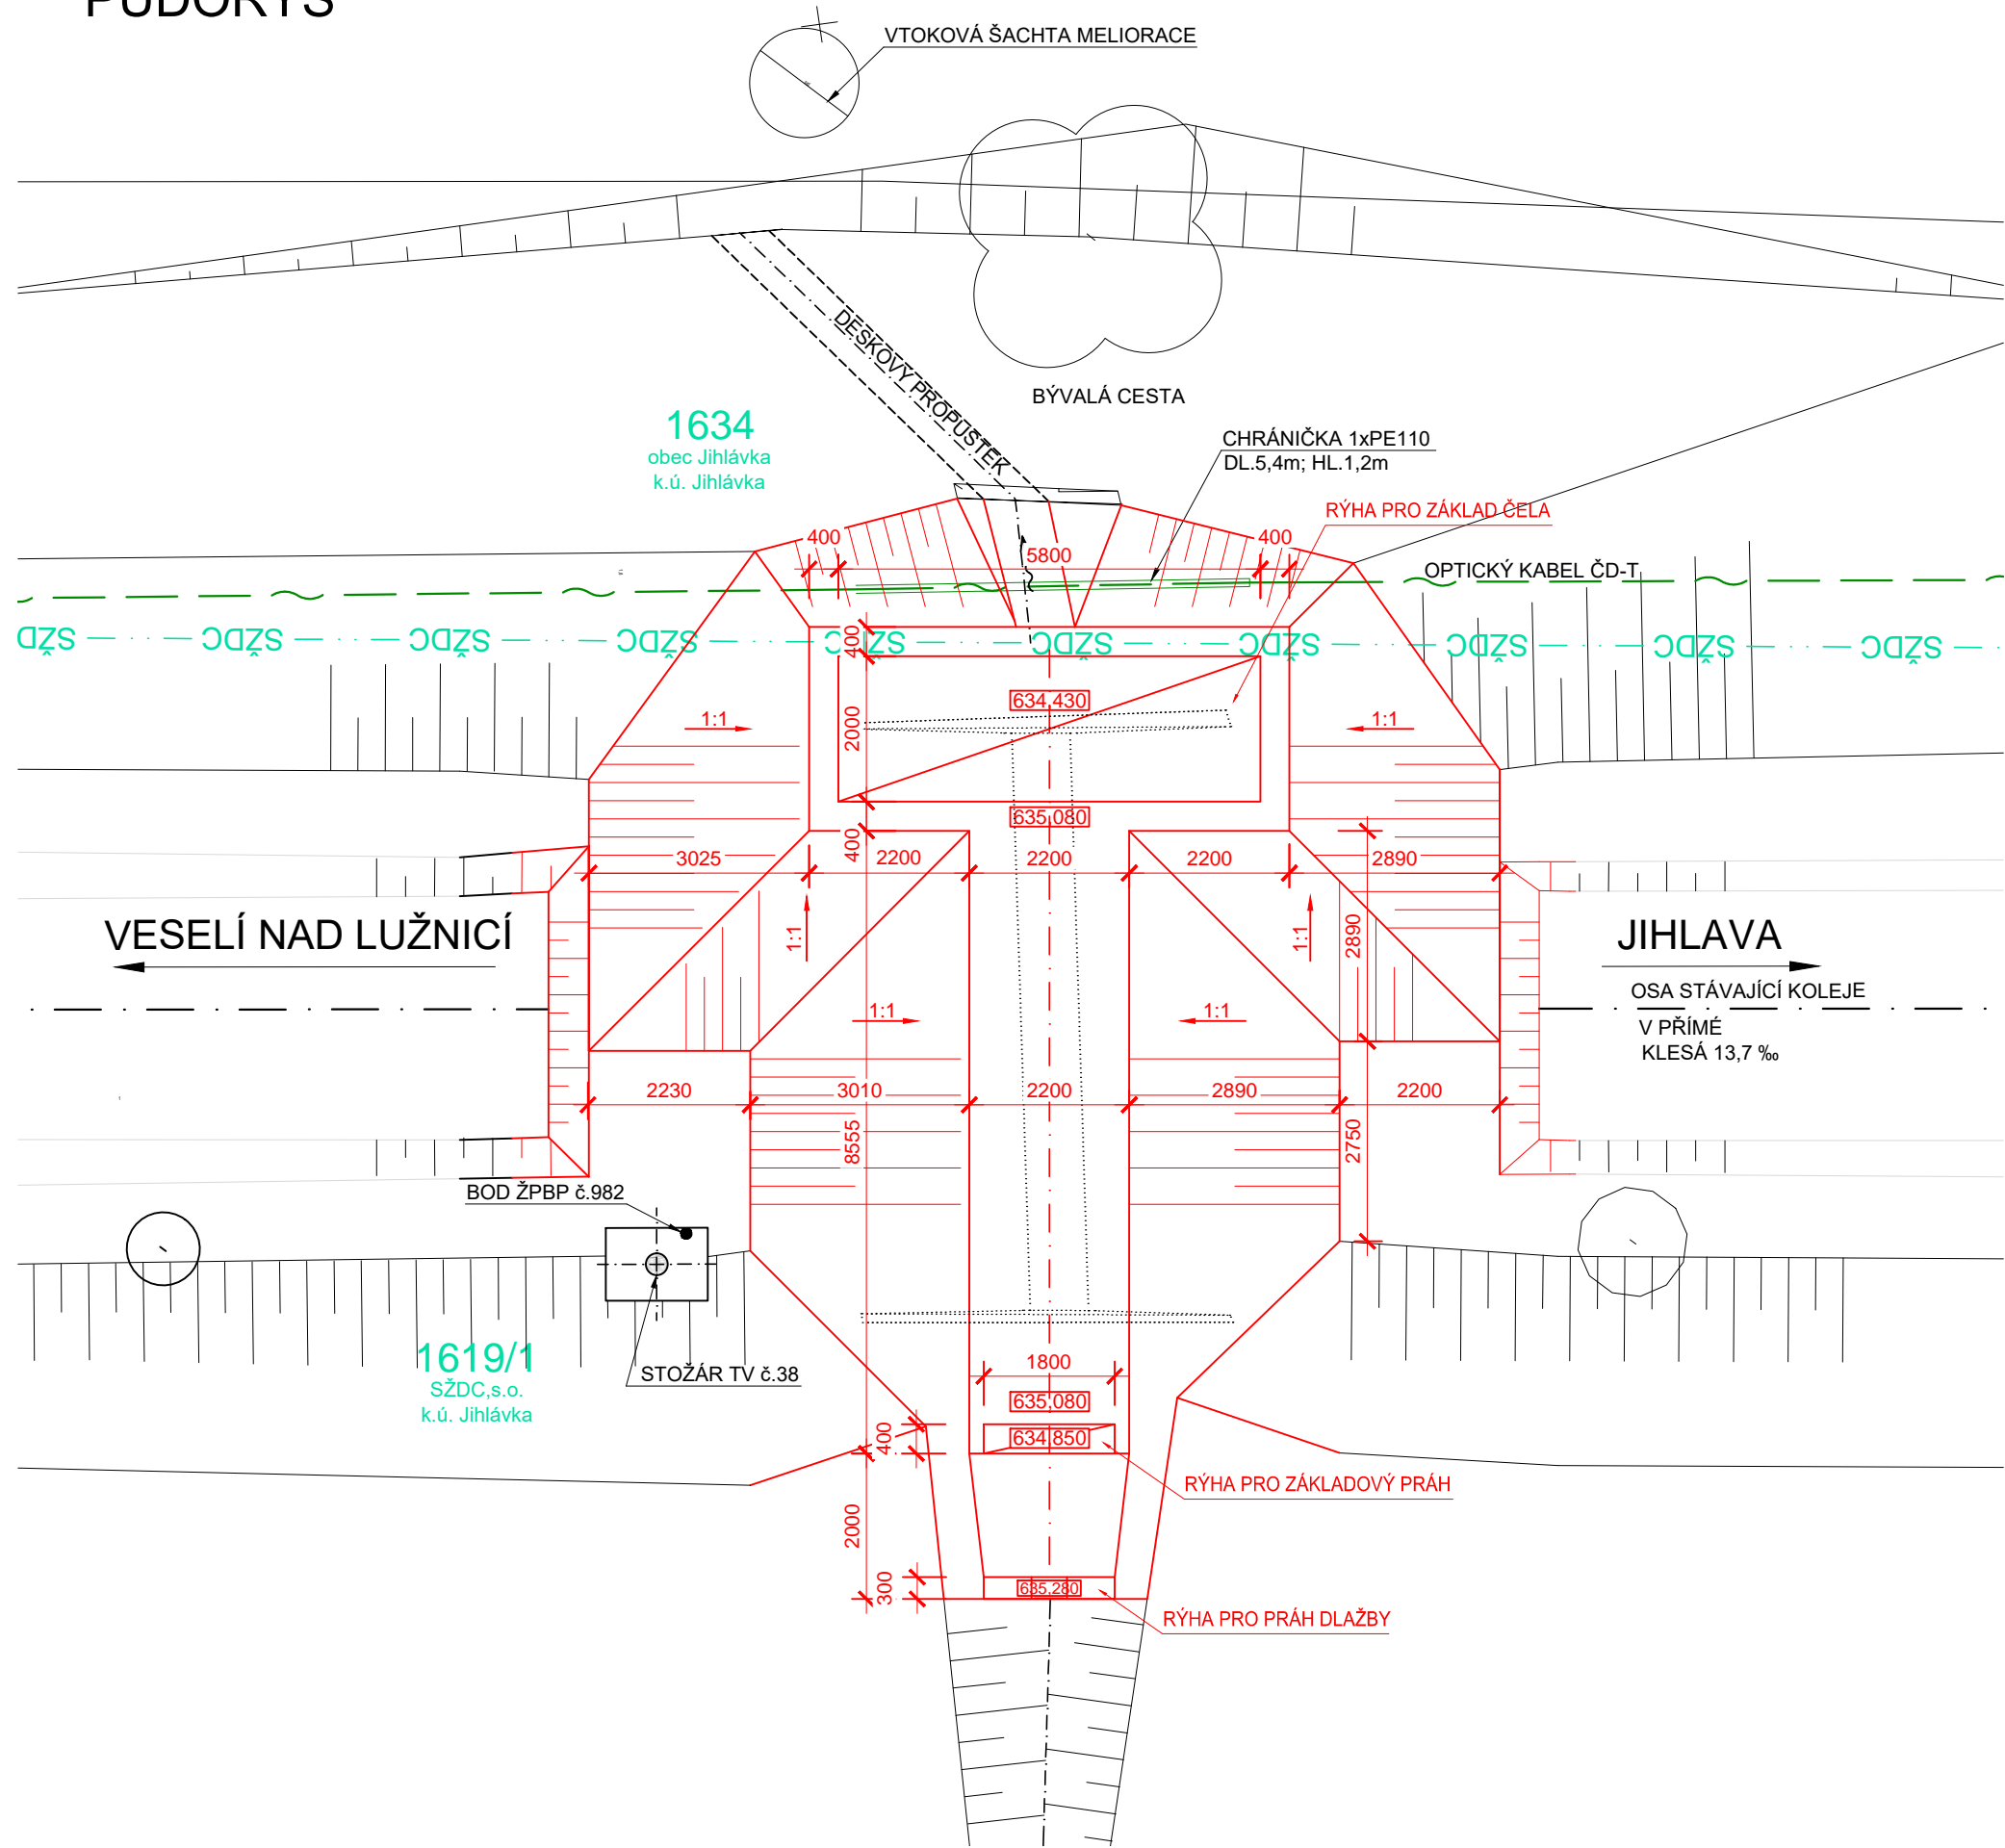 PŮDORYS
VTOKOVÁ ŠACHTA MELIORACE
DESKOVÝ PROPUSTEK
BÝVALÁ CESTA
1634
obec Jihlávka
k.ú. Jihlávka
CHRÁNIČKA 1xPE110
DL.5,4m; HL.1,2m
RÝHA PRO ZÁKLAD ČELA
400
5800
400
OPTICKÝ KABEL ČD-T
SŽD
SŽDC
SŽDC
SŽDC
SŽDC
SŽDC
SŽDC
SŽDC
SŽDC
SŽDC
400
634,430
1:1
2000
1:1
635,080
400
3025
2200
2200
2200
2890
VESELÍ NAD LUŽNICÍ
1:1
1:1
2890
JIHLAVA
OSA STÁVAJÍCÍ KOLEJE
V PŘÍMÉ
KLESÁ 13,7 ‰
1:1
1:1
2230
3010
2200
2890
2200
8555
2750
BOD ŽPBP č.982
STOŽÁR TV č.38
1619/1
SŽDC,s.o.
k.ú. Jihlávka
1800
635,080
400
634,850
RÝHA PRO ZÁKLADOVÝ PRÁH
2000
300
635,280
RÝHA PRO PRÁH DLAŽBY